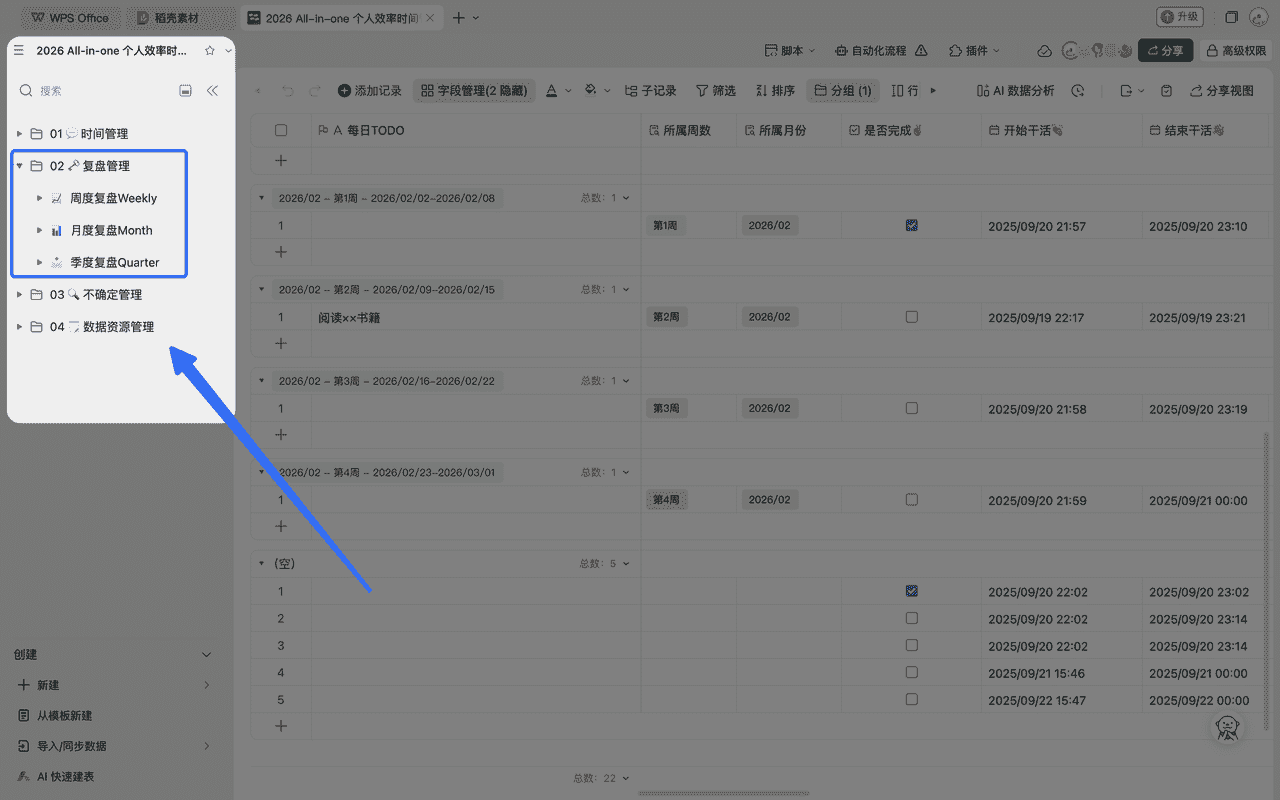 WPS Office
稻壳素材
2026 All-in-one 个人效率时间
升级
2026 All-in-one 个人效率时...
脚本
自动化流程
插件
分享
高级权限
搜索
添加记录
字段管理(2 隐藏)
子记录
筛选
排序
分组 (1)
行
AI 数据分析
分享视图
01 时间管理
02 复盘管理
周度复盘Weekly
月度复盘Month
季度复盘Quarter
03 不确定管理
04 数据资源管理
A 每日TODO
所属周数
所属月份
是否完成
开始干活
结束干活
2026/02 - 第1周 - 2026/02/02-2026/02/08
总数: 1
1
第1周
2026/02
2025/09/20 21:57
2025/09/20 23:10
2026/02 - 第2周 - 2026/02/09-2026/02/15
总数: 1
1
阅读××书籍
第2周
2026/02
2025/09/19 22:17
2025/09/19 23:21
2026/02 - 第3周 - 2026/02/16-2026/02/22
总数: 1
1
第3周
2026/02
2025/09/20 21:58
2025/09/20 23:19
2026/02 - 第4周 - 2026/02/23-2026/03/01
总数: 1
1
第4周
2026/02
2025/09/20 21:59
2025/09/21 00:00
(空)
总数: 5
1
2025/09/20 22:02
2025/09/20 23:02
2
2025/09/20 22:02
2025/09/20 23:14
3
2025/09/20 22:02
2025/09/20 23:14
4
2025/09/21 15:46
2025/09/21 00:00
5
2025/09/22 15:47
2025/09/22 00:00
总数: 22
创建
新建
从模板新建
导入/同步数据
AI 快速建表